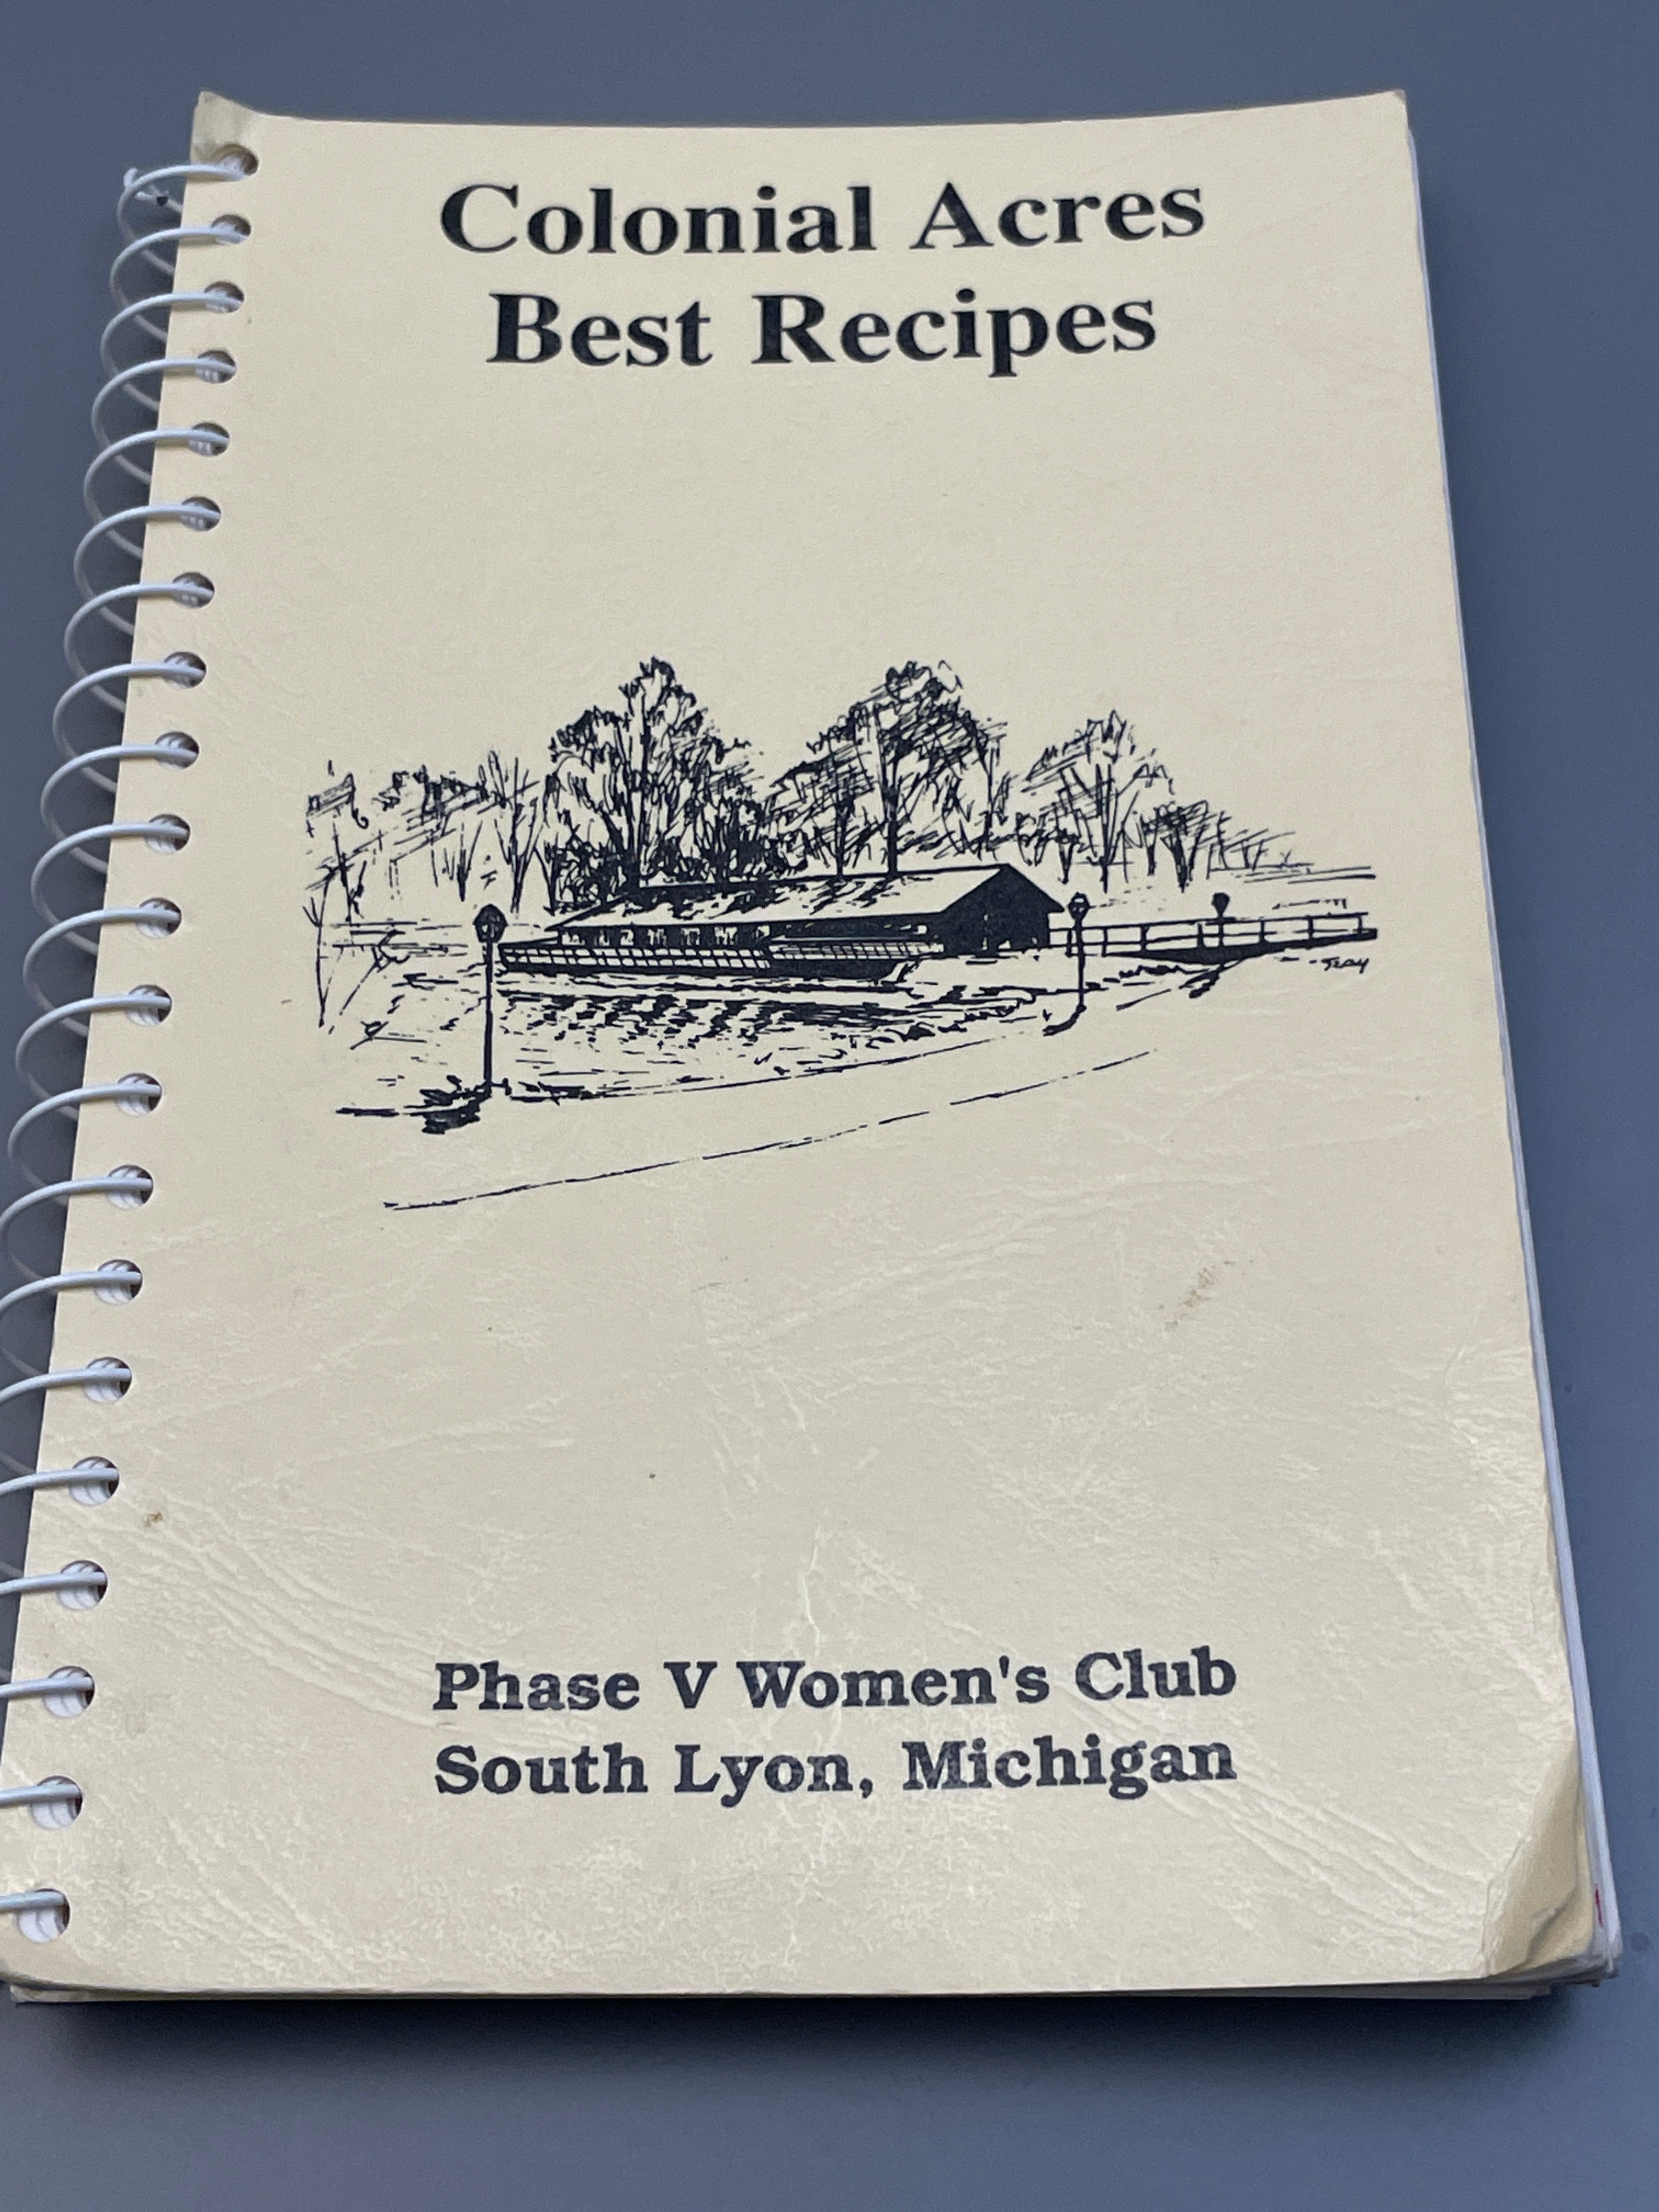 Colonial Acres
Best Recipes
Phase V Women's Club
South Lyon, Michigan